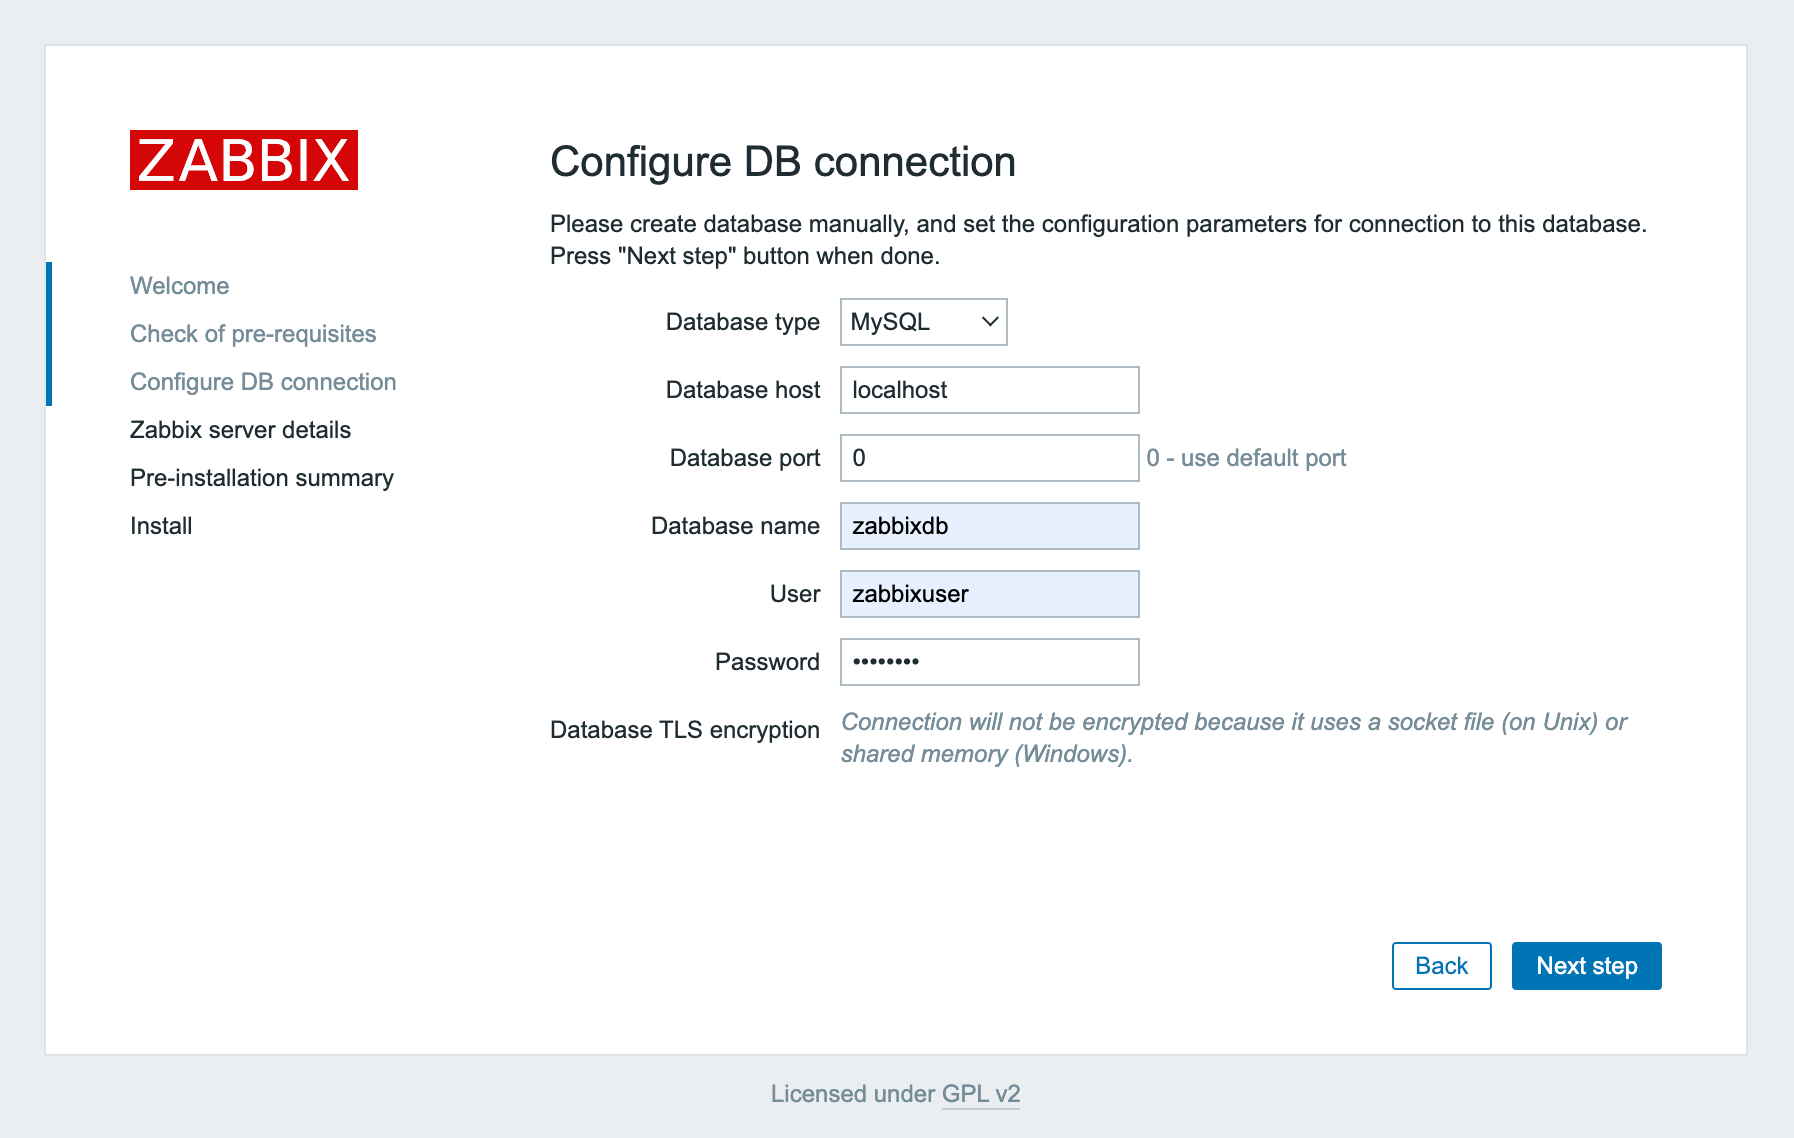 ZABBIX
Welcome
Check of pre-requisites
Configure DB connection
Zabbix server details
Pre-installation summary
Install
Configure DB connection
Please create database manually, and set the configuration parameters for connection to this database.
Press "Next step" button when done.
Database type MySQL
Database host localhost
Database port 0 0 - use default port
Database name zabbixdb
User zabbixuser
Password ••••••••
Database TLS encryption Connection will not be encrypted because it uses a socket file (on Unix) or
shared memory (Windows).
Back Next step
Licensed under GPL v2